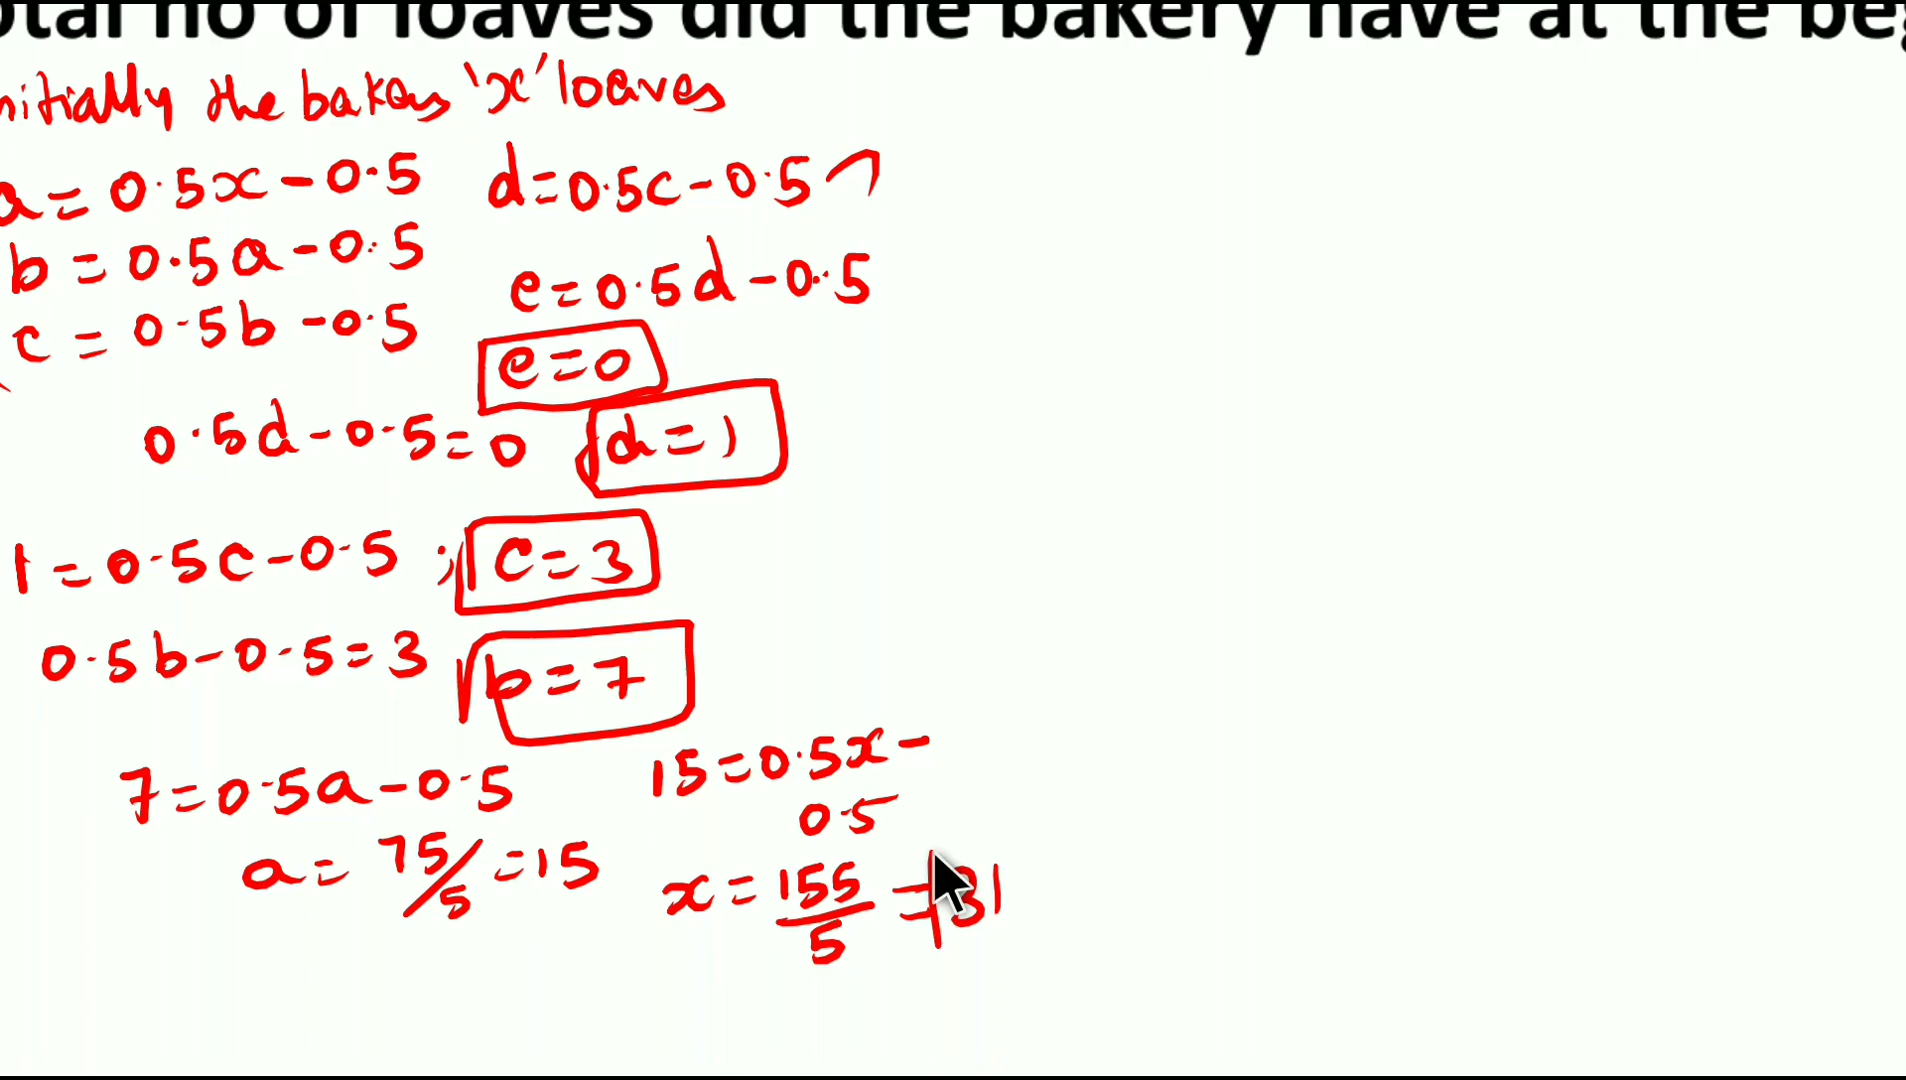 otal no of loaves did the bakery have at the be
nitially the bakery 'x' loaves
a = 0.5x - 0.5
b = 0.5a - 0.5
c = 0.5b - 0.5
d = 0.5c - 0.5
e = 0.5d - 0.5
e = 0
0.5d - 0.5 = 0 d = 1
1 = 0.5c - 0.5 ; c = 3
0.5b - 0.5 = 3 b = 7
7 = 0.5a - 0.5
a = 75/5 = 15
15 = 0.5x -
0.5
x = 155/5 = 31